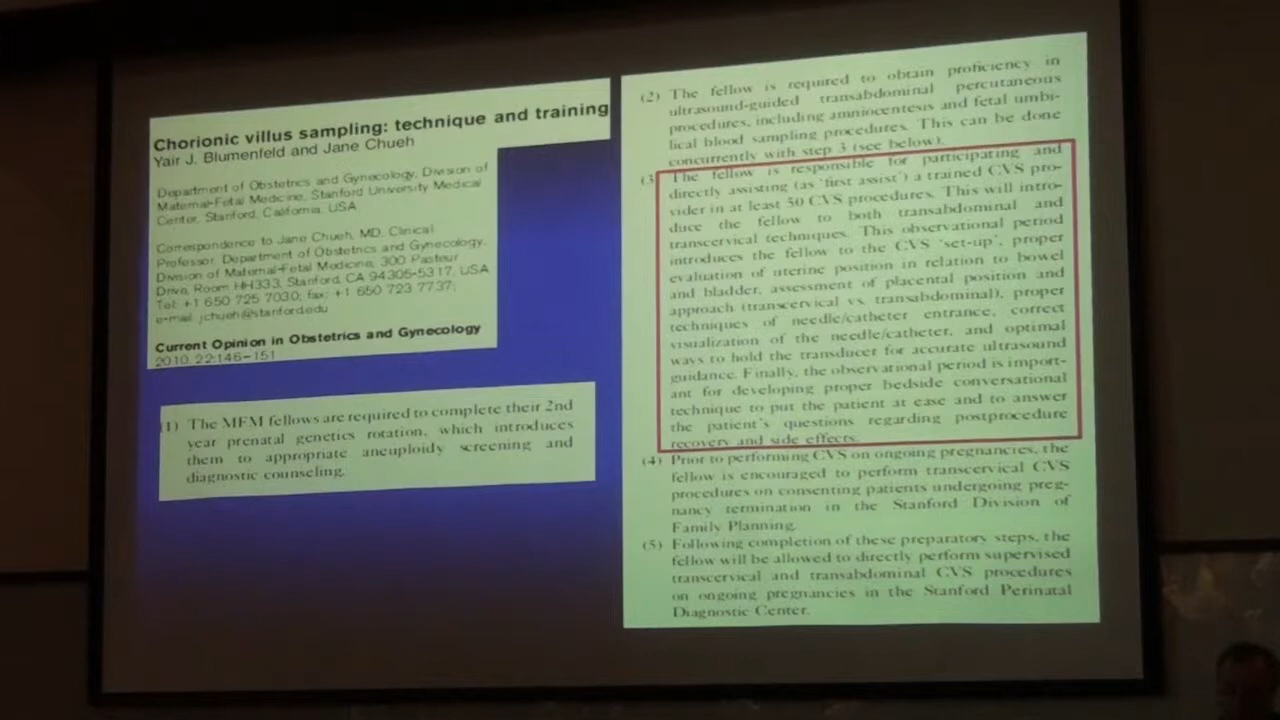 Chorionic villus sampling: technique and training
Yair J. Blumenfeld and Jane Chueh
Department of Obstetrics and Gynecology, Division of
Maternal-Fetal Medicine, Stanford University Medical
Center, Stanford, California, USA
Correspondence to Jane Chueh, MD, Clinical
Professor, Department of Obstetrics and Gynecology,
Division of Maternal-Fetal Medicine, 300 Pasteur
Drive, Room HH333, Stanford, CA 94305-5317, USA
Tel: +1 650 725 7030; fax: +1 650 723 7737;
e-mail: jchueh@stanford.edu
Current Opinion in Obstetrics and Gynecology
2010, 22:146–151
(1) The MFM fellows are required to complete their 2nd
year prenatal genetics rotation, which introduces
them to appropriate aneuploidy screening and
diagnostic counseling.
(2) The fellow is required to obtain proficiency in
ultrasound-guided transabdominal percutaneous
procedures, including amniocentesis and fetal umbi-
lical blood sampling procedures. This can be done
concurrently with step 3 (see below).
(3 The fellow is responsible for participating and
directly assisting (as 'first assist') a trained CVS pro-
vider in at least 50 CVS procedures. This will intro-
duce the fellow to both transabdominal and
transcervical techniques. This observational period
introduces the fellow to the CVS 'set-up', proper
evaluation of uterine position in relation to bowel
and bladder, assessment of placental position and
approach (transcervical vs. transabdominal), proper
techniques of needle/catheter entrance, correct
visualization of the needle/catheter, and optimal
ways to hold the transducer for accurate ultrasound
guidance. Finally, the observational period is import-
ant for developing proper bedside conversational
technique to put the patient at ease and to answer
the patient's questions regarding postprocedure
recovery and side effects.
(4) Prior to performing CVS on ongoing pregnancies, the
fellow is encouraged to perform transcervical CVS
procedures on consenting patients undergoing preg-
nancy termination in the Stanford Division of
Family Planning.
(5) Following completion of these preparatory steps, the
fellow will be allowed to directly perform supervised
transcervical and transabdominal CVS procedures
on ongoing pregnancies in the Stanford Perinatal
Diagnostic Center.